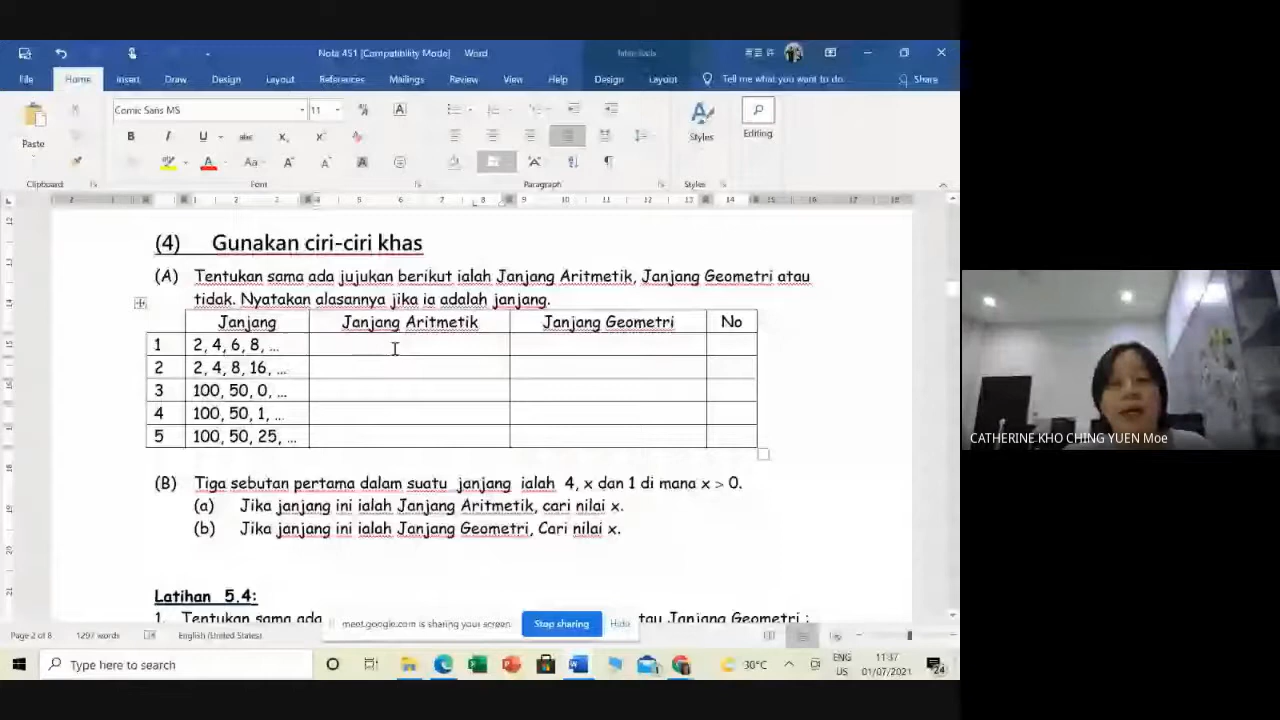 Nota 4S1 [Compatibility Mode] - Word
Table Tools
File Home Insert Draw Design Layout References Mailings Review View Help Design Layout Tell me what you want to do... Share
Comic Sans MS 11
Paste
Styles
Editing
Clipboard Font Paragraph Styles
(4) Gunakan ciri-ciri khas
(A) Tentukan sama ada jujukan berikut ialah Janjang Aritmetik, Janjang Geometri atau
tidak. Nyatakan alasannya jika ia adalah janjang.
Janjang Janjang Aritmetik Janjang Geometri No
1 2, 4, 6, 8, ...
2 2, 4, 8, 16, ...
3 100, 50, 0, ...
4 100, 50, 1, ...
5 100, 50, 25, ...
(B) Tiga sebutan pertama dalam suatu janjang ialah 4, x dan 1 di mana x > 0.
(a) Jika janjang ini ialah Janjang Aritmetik, cari nilai x.
(b) Jika janjang ini ialah Janjang Geometri, Cari nilai x.
Latihan 5.4:
1. Tentukan sama ada tau Janjang Geometri :
meet.google.com is sharing your screen. Stop sharing Hide
Page 2 of 8 1297 words English (United States)
Type here to search
30°C ENG US 11:37 01/07/2021 24
CATHERINE KHO CHING YUEN Moe